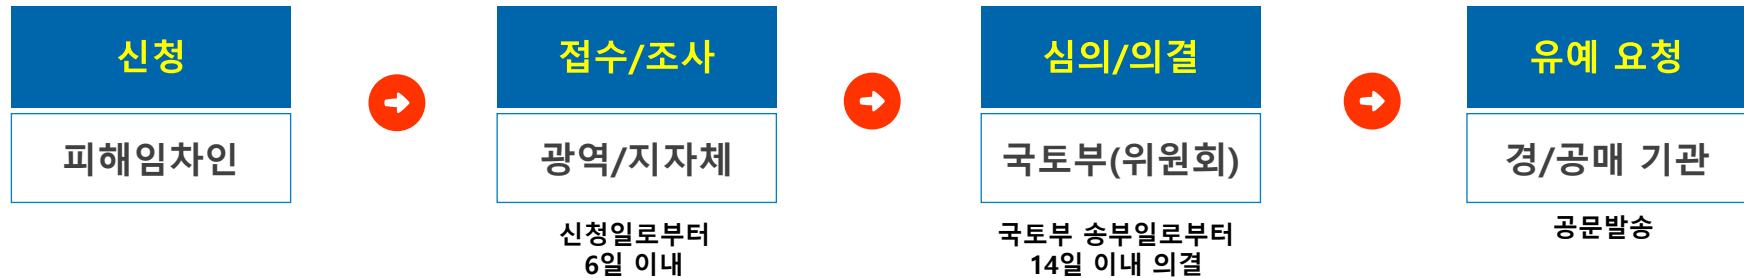 신청
피해임차인
접수/조사
광역/지자체
신청일로부터
6일 이내
심의/의결
국토부(위원회)
국토부 송부일로부터
14일 이내 의결
유예 요청
경/공매 기관
공문발송